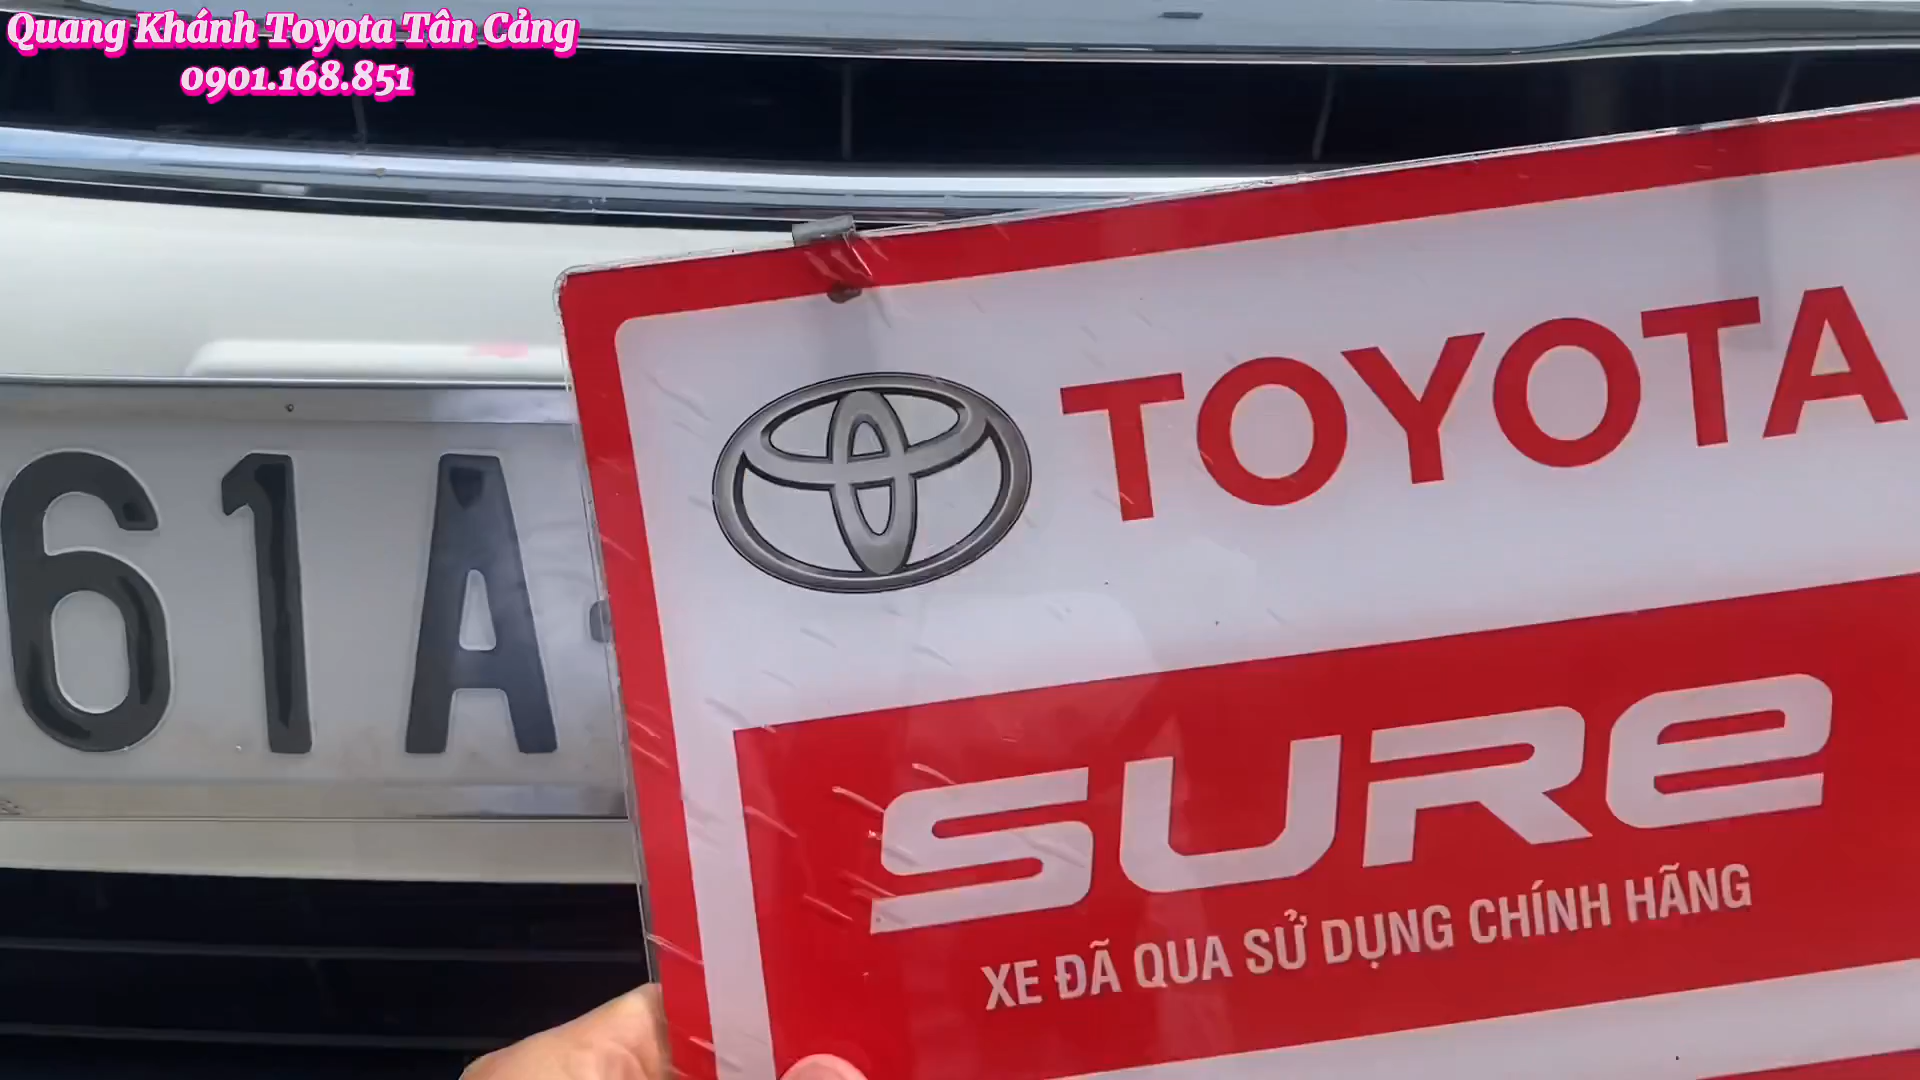 Quang Khánh Toyota Tân Cảng
0901.168.851
61A-
TOYOTA
SURE
XE ĐÃ QUA SỬ DỤNG CHÍNH HÃNG